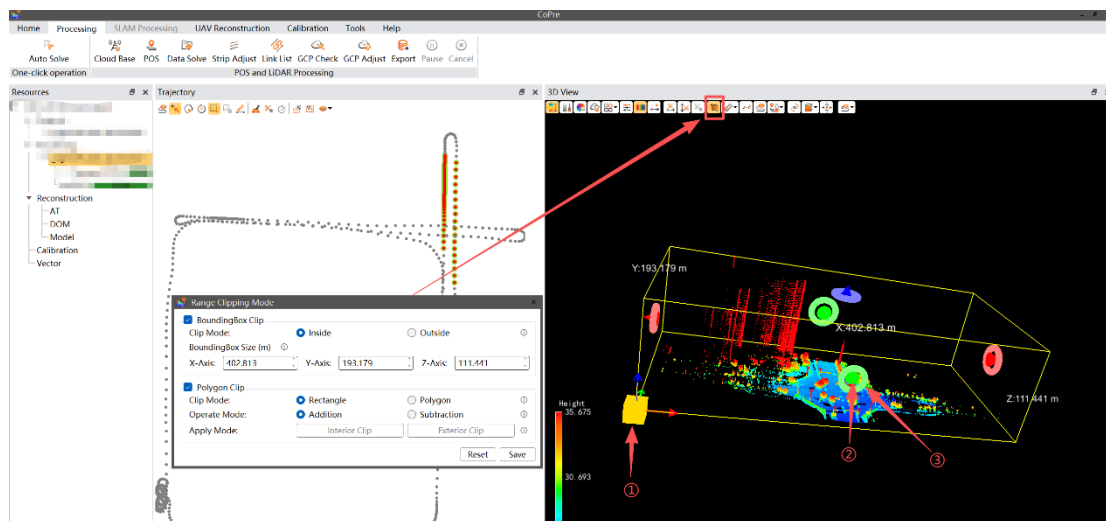 CoPre
Home Processing SLAM Processing UAV Reconstruction Calibration Tools Help
Auto Solve Cloud Base POS Data Solve Strip Adjust Link List GCP Check GCP Adjust Export Pause Cancel
One-click operation POS and LiDAR Processing
Resources
Reconstruction
AT
DOM
Model
Calibration
Vector
Trajectory
Range Clipping Mode
BoundingBox Clip
Clip Mode: Inside Outside
BoundingBox Size (m)
X-Axis: 402.813 Y-Axis: 193.179 Z-Axis: 111.441
Polygon Clip
Clip Mode: Rectangle Polygon
Operate Mode: Addition Subtraction
Apply Mode: Interior Clip Exterior Clip
Reset Save
3D View
Y:193.179 m
X:402.813 m
Z:111.441 m
Height
35.675
30.693
①
②
③